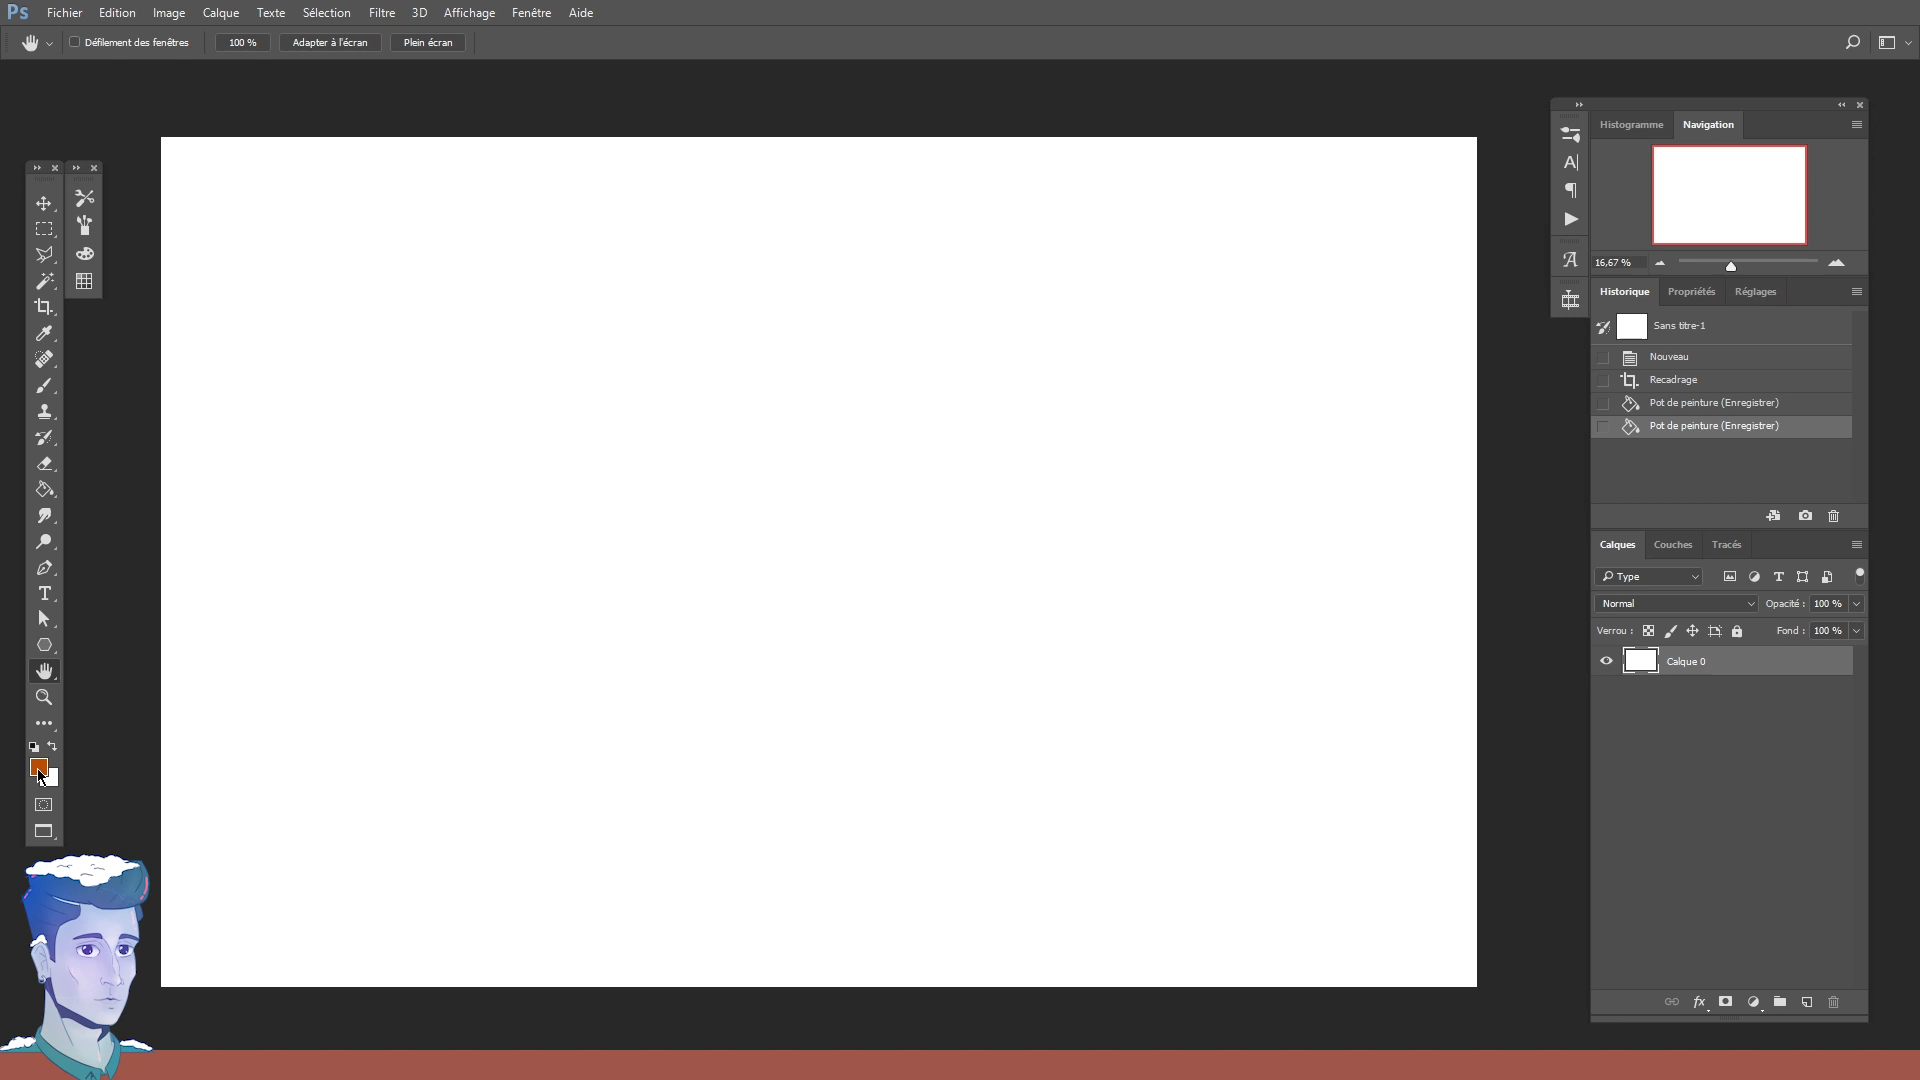 Ps Fichier Edition Image Calque Texte Sélection Filtre 3D Affichage Fenêtre Aide
Défilement des fenêtres 100 % Adapter à l'écran Plein écran
Histogramme Navigation
16,67 %
Historique Propriétés Réglages
Sans titre-1
Nouveau
Recadrage
Pot de peinture (Enregistrer)
Pot de peinture (Enregistrer)
Calques Couches Tracés
Type
Normal Opacité : 100 %
Verrou : Fond : 100 %
Calque 0
fx